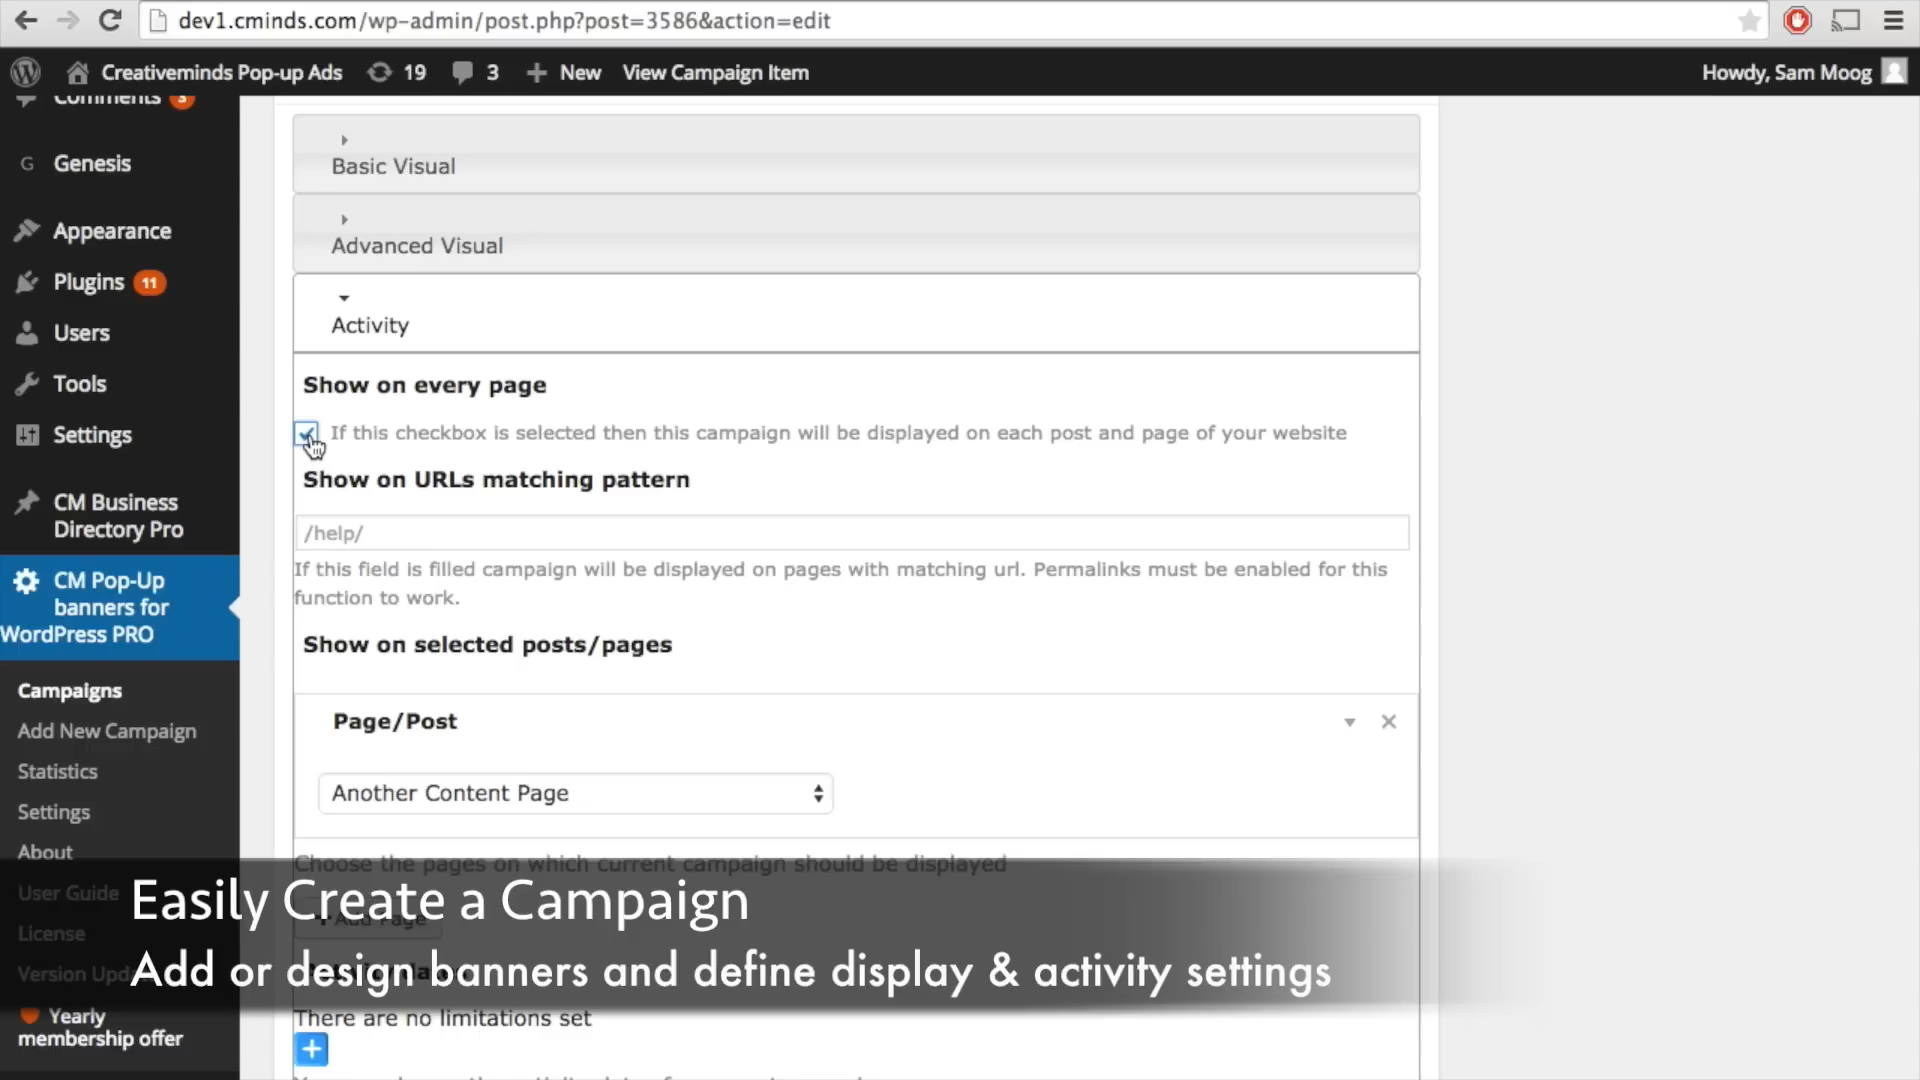 dev1.cminds.com/wp-admin/post.php?post=3586&action=edit
Creativeminds Pop-up Ads 19 3 New View Campaign Item Howdy, Sam Moog
Comments 3
G Genesis
Appearance
Plugins 11
Users
Tools
Settings
CM Business
Directory Pro
CM Pop-Up
banners for
WordPress PRO
Campaigns
Add New Campaign
Statistics
Settings
About
User Guide
License
Version
Yearly
membership offer
Basic Visual
Advanced Visual
Activity
Show on every page
If this checkbox is selected then this campaign will be displayed on each post and page of your website
Show on URLs matching pattern
/help/
If this field is filled campaign will be displayed on pages with matching url. Permalinks must be enabled for this
function to work.
Show on selected posts/pages
Page/Post
Another Content Page
Choose the pages on which current campaign should be displayed
Add Page
There are no limitations set
Easily Create a Campaign
Add or design banners and define display & activity settings